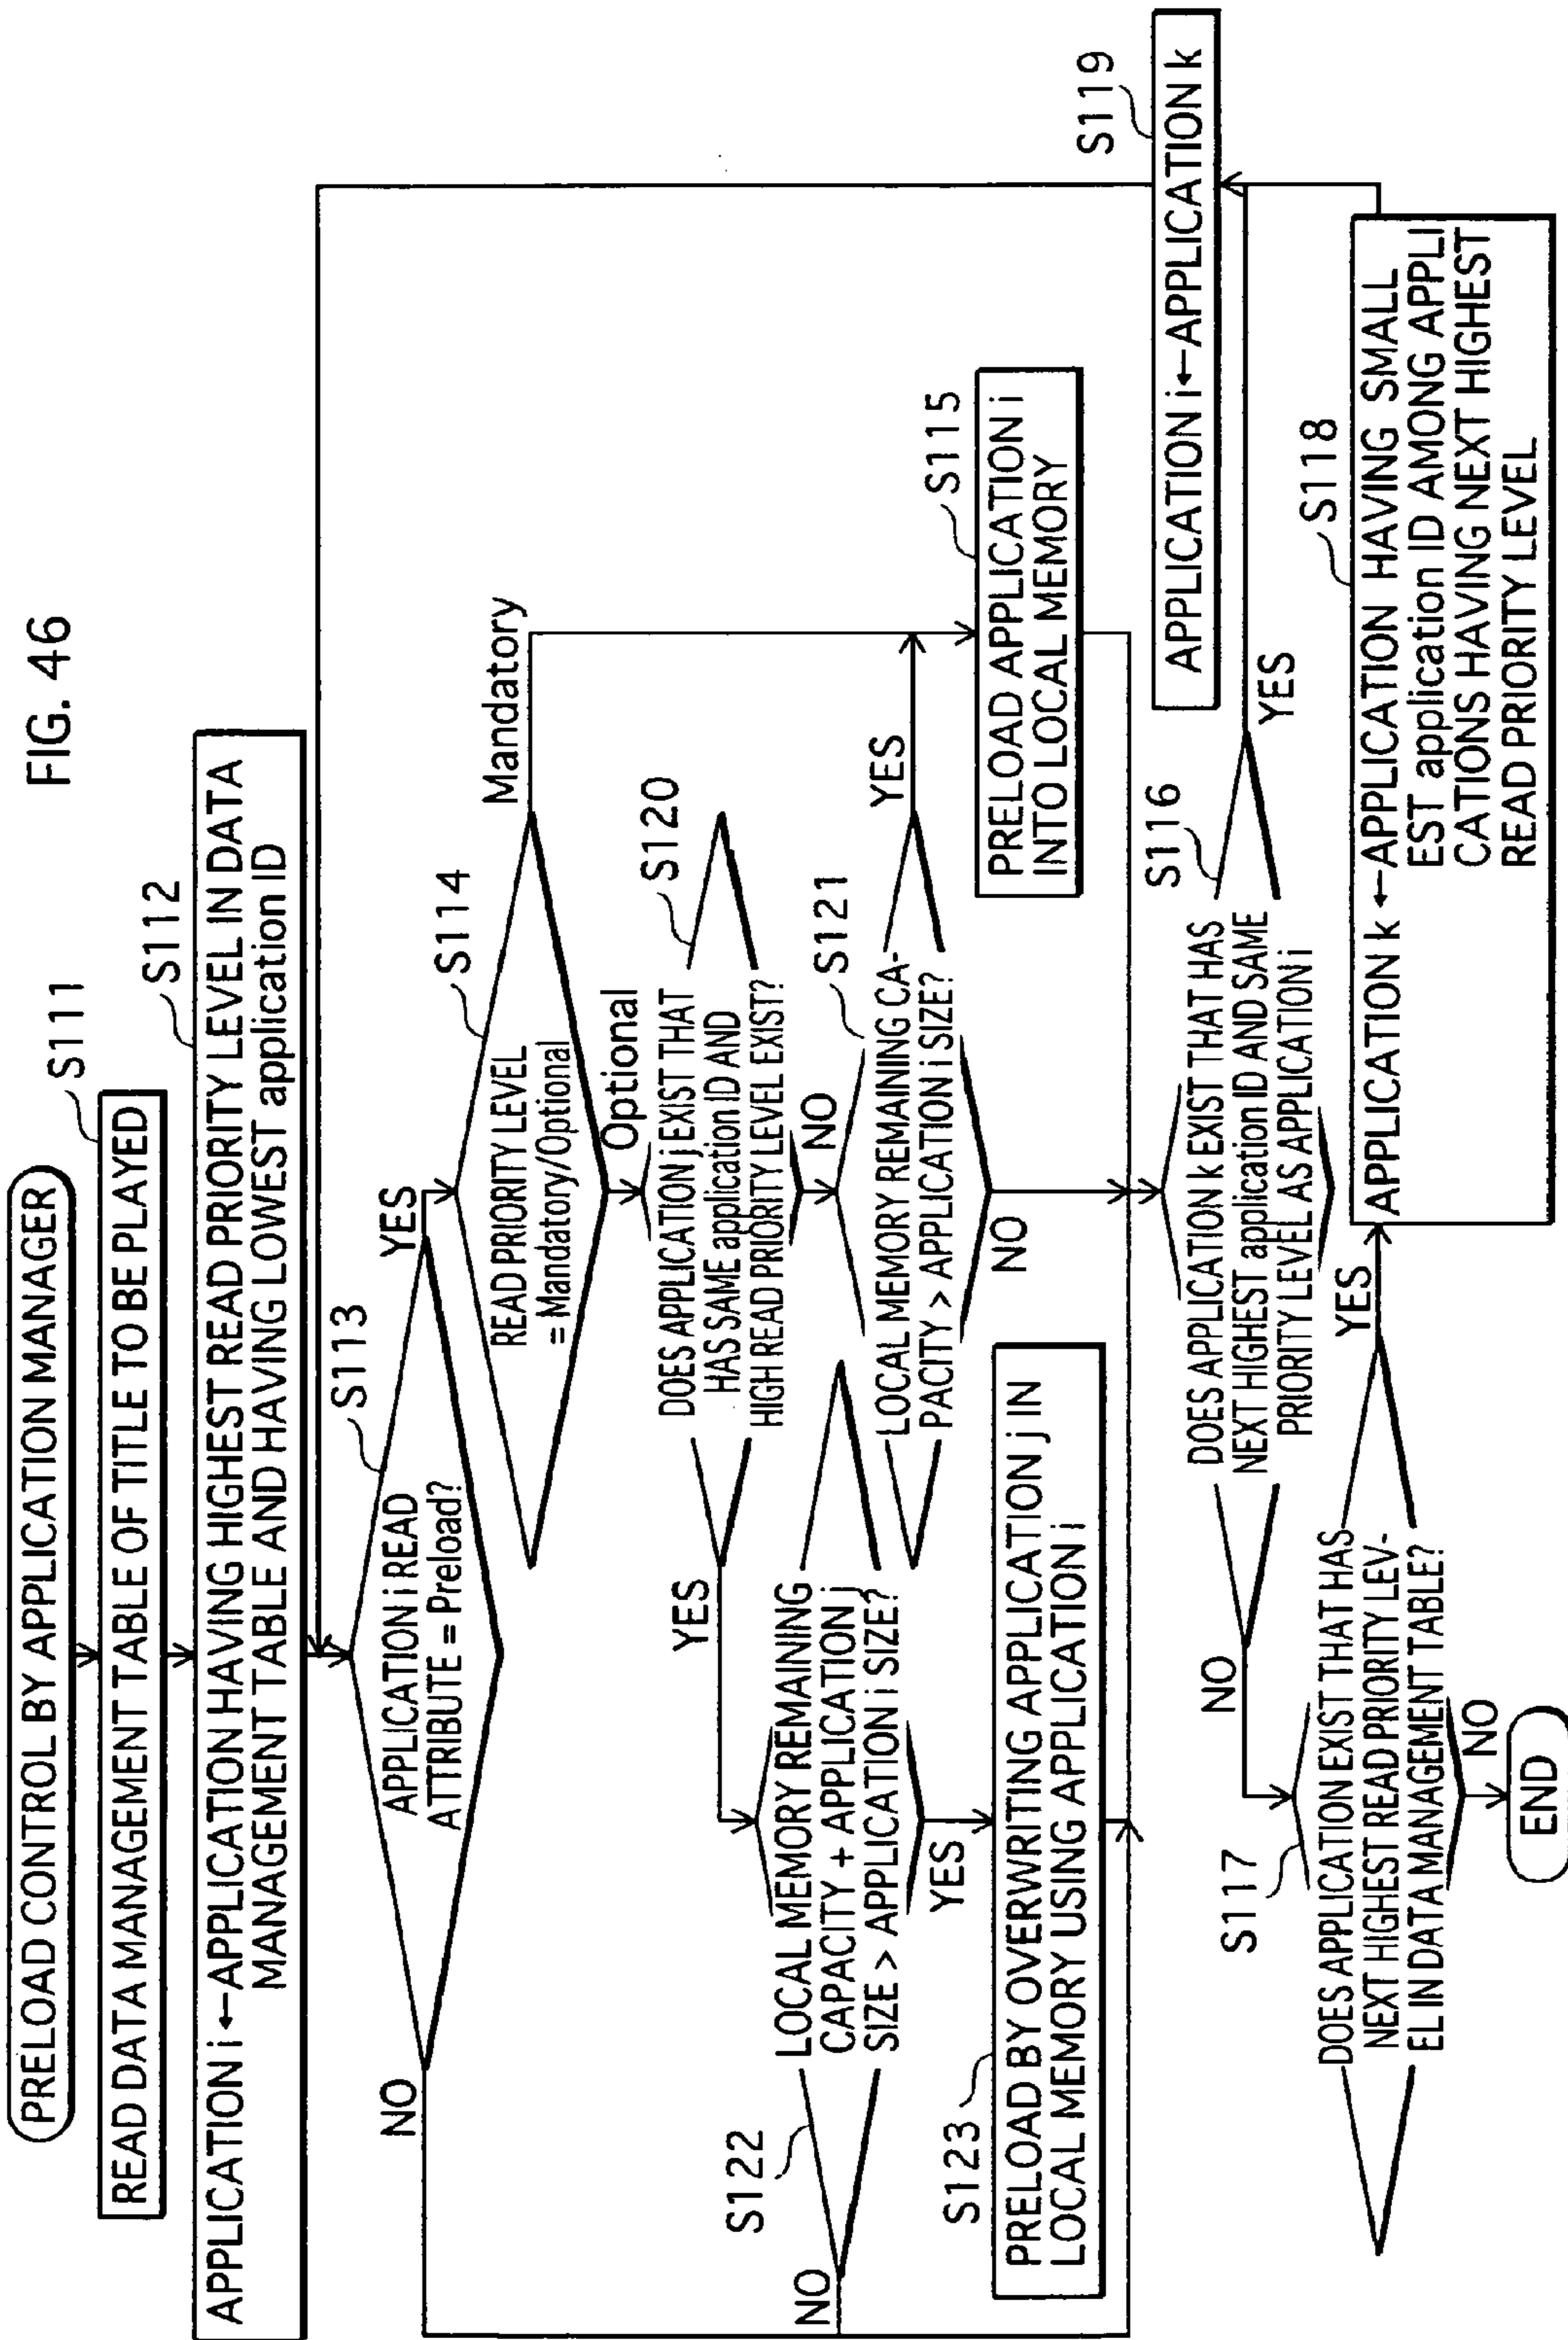 FIG. 46
PRELOAD CONTROL BY APPLICATION MANAGER
S111
READ DATA MANAGEMENT TABLE OF TITLE TO BE PLAYED
S112
APPLICATION i ←APPLICATION HAVING HIGHEST READ PRIORITY LEVEL IN DATA
MANAGEMENT TABLE AND HAVING LOWEST application ID
S113
APPLICATION i READ
ATTRIBUTE = Preload?
NO
YES
S114
READ PRIORITY LEVEL
= Mandatory/Optional
Mandatory
Optional
S120
DOES APPLICATION j EXIST THAT
HAS SAME application ID AND
HIGH READ PRIORITY LEVEL EXIST?
YES
NO
S122
LOCAL MEMORY REMAINING
CAPACITY + APPLICATION j
SIZE > APPLICATION i SIZE?
NO
YES
S121
LOCAL MEMORY REMAINING CA-
PACITY > APPLICATION i SIZE?
YES
NO
S123
PRELOAD BY OVERWRITING APPLICATION j IN
LOCAL MEMORY USING APPLICATION i
S115
PRELOAD APPLICATION i
INTO LOCAL MEMORY
S116
DOES APPLICATION k EXIST THAT HAS
NEXT HIGHEST application ID AND SAME
PRIORITY LEVEL AS APPLICATION i
NO
YES
S119
APPLICATION i←APPLICATION k
S117
DOES APPLICATION EXIST THAT HAS
NEXT HIGHEST READ PRIORITY LEV-
EL IN DATA MANAGEMENT TABLE?
YES
NO
S118
APPLICATION k ←APPLICATION HAVING SMALL
EST application ID AMONG APPLI
CATIONS HAVING NEXT HIGHEST
READ PRIORITY LEVEL
END